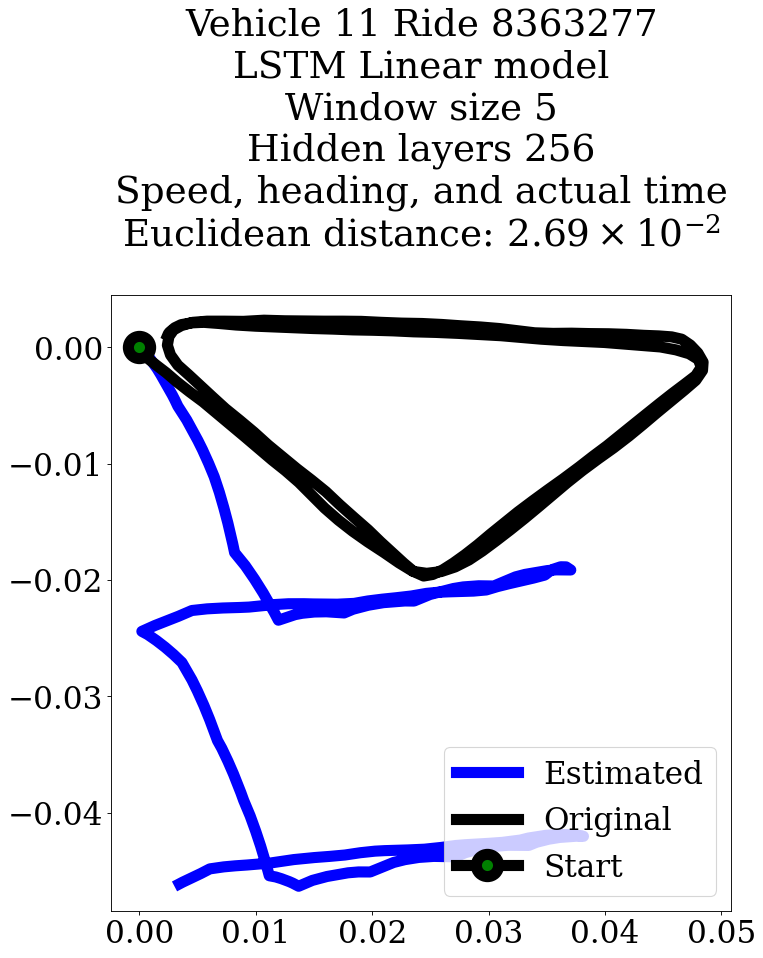 Vehicle 11 Ride 8363277
LSTM Linear model
Window size 5
Hidden layers 256
Speed, heading, and actual time
Euclidean distance: 2.69 × 10⁻²
0.00
−0.01
−0.02
−0.03
−0.04
Estimated
Original
Start
0.00 0.01 0.02 0.03 0.04 0.05